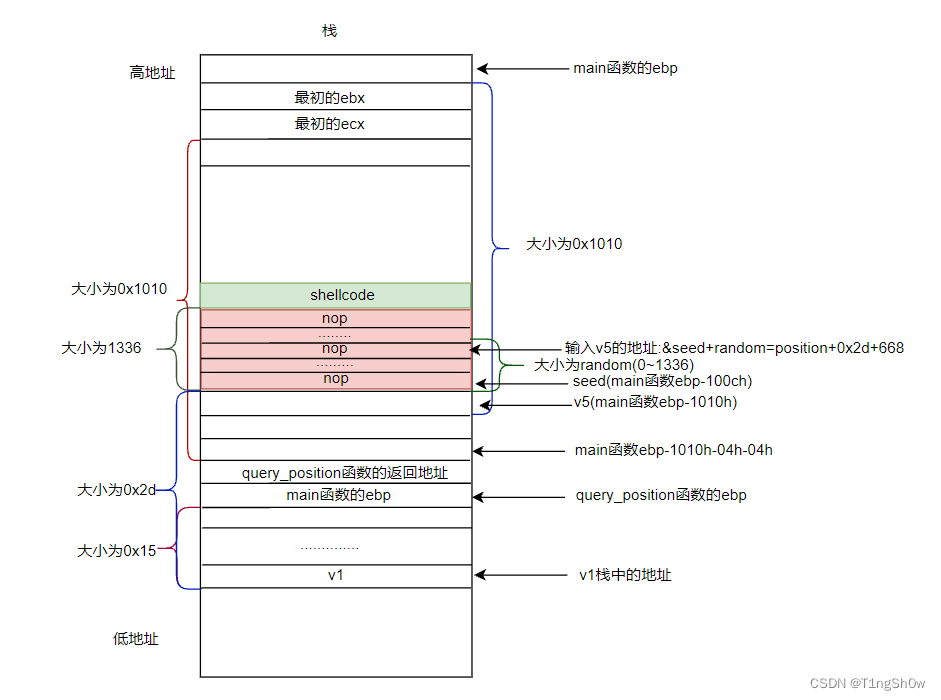 栈
高地址
main函数的ebp
最初的ebx
最初的ecx
大小为0x1010
大小为0x1010
shellcode
nop
........
大小为1336
nop
输入v5的地址:&seed+random=position+0x2d+668
.........
大小为random(0~1336)
nop
seed(main函数ebp-100ch)
v5(main函数ebp-1010h)
main函数ebp-1010h-04h-04h
query_position函数的返回地址
大小为0x2d
main函数的ebp
query_position函数的ebp
大小为0x15
..............
v1
v1栈中的地址
低地址
CSDN @T1ngSh0w